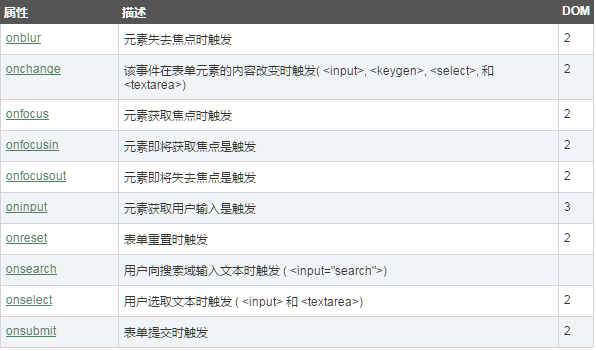 属性 描述 DOM
onblur 元素失去焦点时触发 2
onchange 该事件在表单元素的内容改变时触发( <input>, <keygen>, <select>, 和 2
<textarea>)
onfocus 元素获取焦点时触发 2
onfocusin 元素即将获取焦点是触发 2
onfocusout 元素即将失去焦点是触发 2
oninput 元素获取用户输入是触发 3
onreset 表单重置时触发 2
onsearch 用户向搜索域输入文本时触发 ( <input="search">)
onselect 用户选取文本时触发 ( <input> 和 <textarea>) 2
onsubmit 表单提交时触发 2